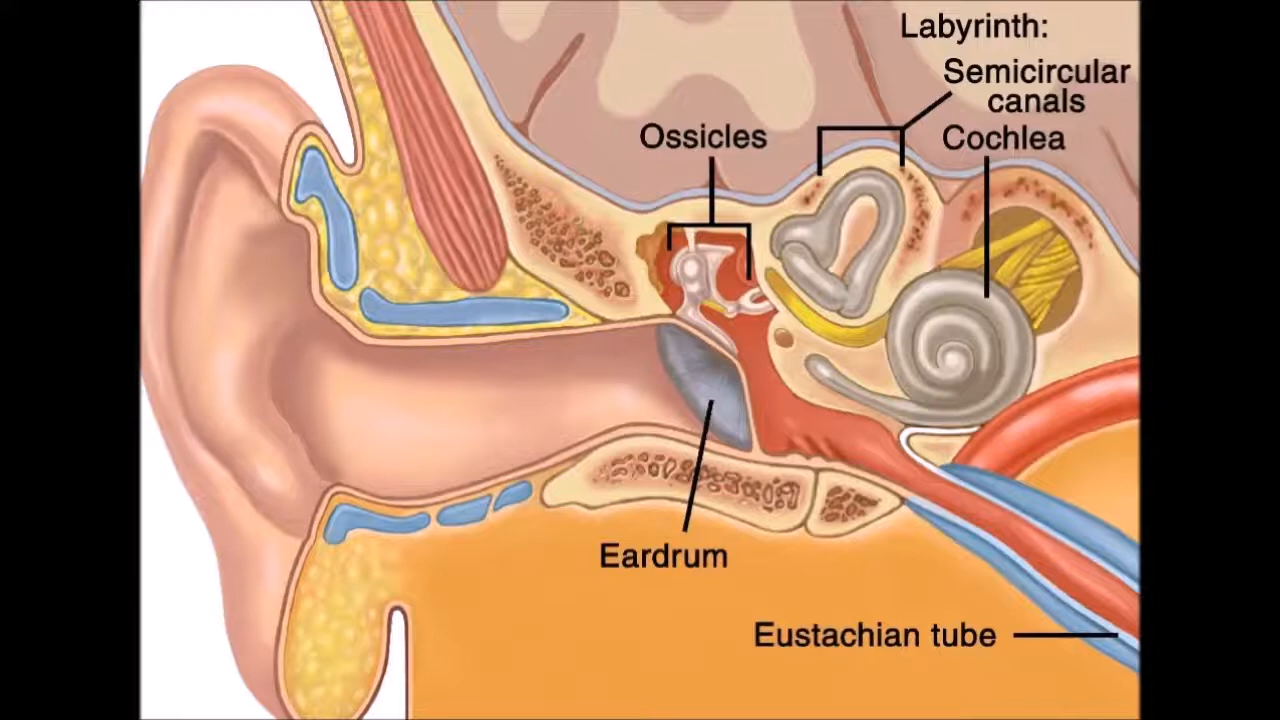 Labyrinth:
Semicircular
canals
Ossicles
Cochlea
Eardrum
Eustachian tube